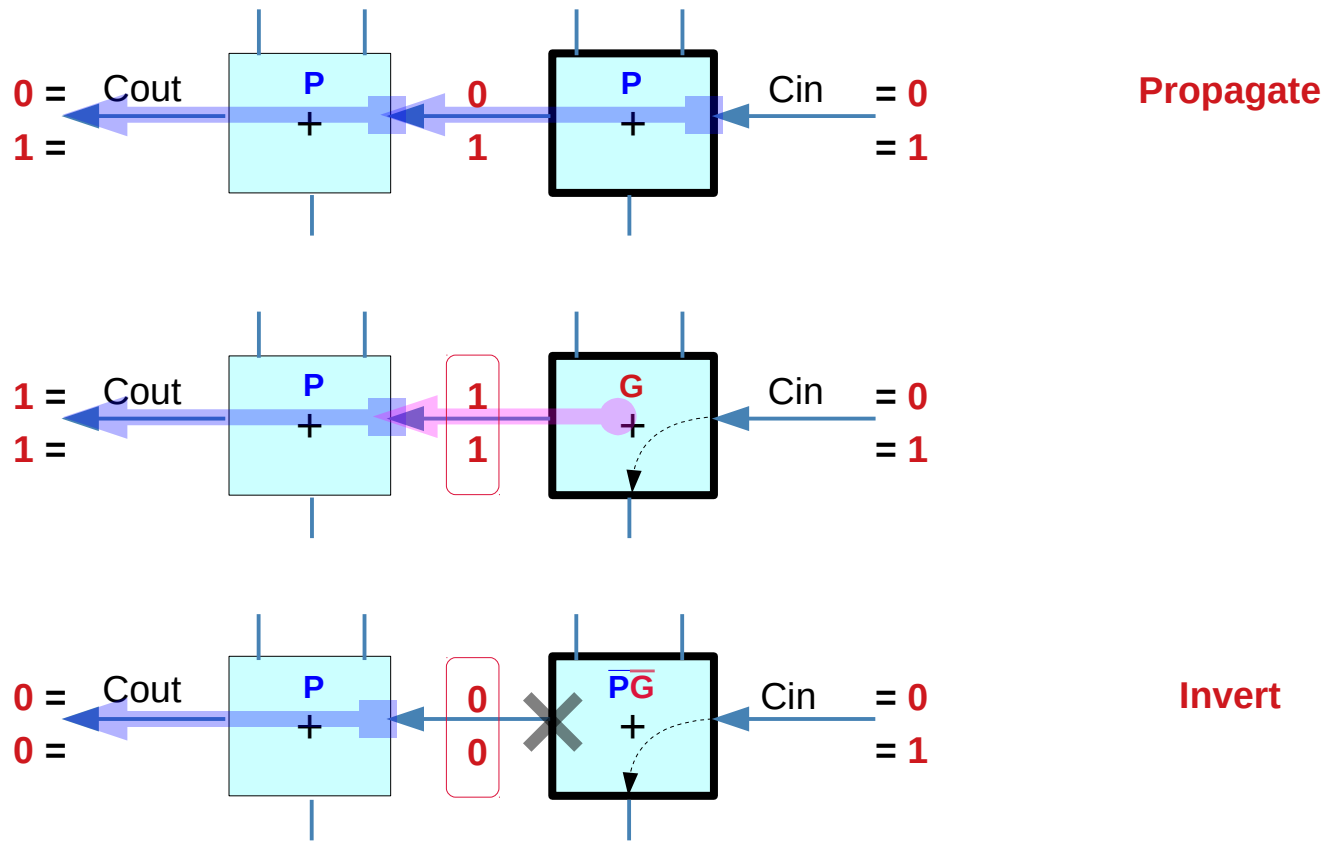 P P
0 = Cout 0 Cin = 0 Propagate
+ +
1 = 1 = 1
P G
1 = Cout 1 Cin = 0
+ +
1 = 1 = 1
P P̅G̅
0 = Cout 0 Cin = 0 Invert
+ +
0 = 0 = 1